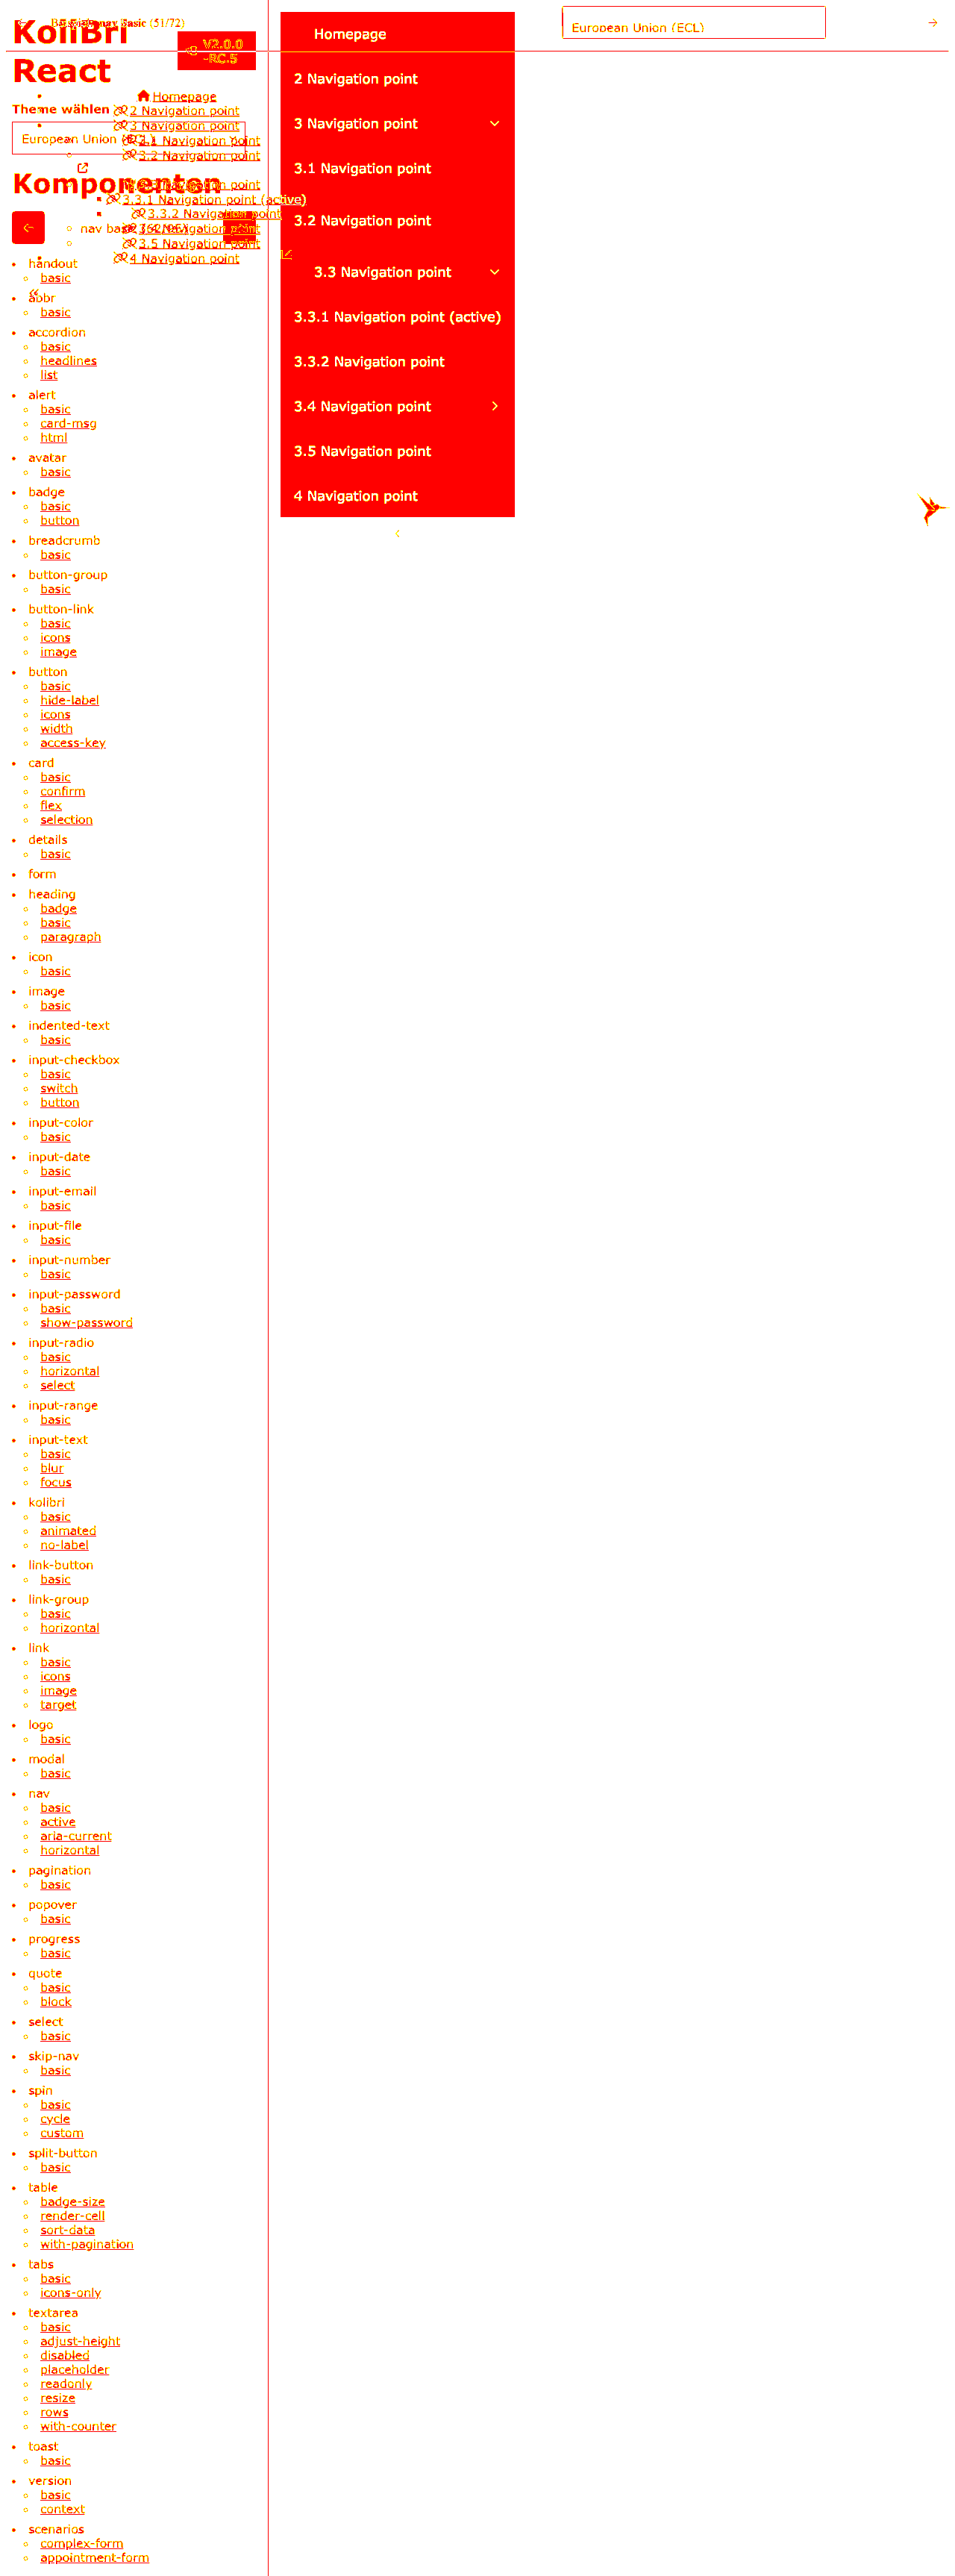 KoliBri
React
V2.0.0
-RC.5
Basic (51/72)
European Union (ECL)
Theme wählen
European Union (ECL)
Homepage
2 Navigation point
3 Navigation point
3.1 Navigation point
3.2 Navigation point
Navigation point
3.3.1 Navigation point (active)
3.3.2 Navigation point
3.5 Navigation point
4 Navigation point
Komponenten
Homepage
2 Navigation point
3 Navigation point
3.1 Navigation point
3.2 Navigation point
3.3 Navigation point
3.3.1 Navigation point (active)
3.3.2 Navigation point
3.4 Navigation point
3.5 Navigation point
4 Navigation point
handout
basic
abbr
basic
accordion
basic
headlines
list
alert
basic
card-msg
html
avatar
basic
badge
basic
button
breadcrumb
basic
button-group
basic
button-link
basic
icons
image
button
basic
hide-label
icons
width
access-key
card
basic
confirm
flex
selection
details
basic
form
heading
badge
basic
paragraph
icon
basic
image
basic
indented-text
basic
input-checkbox
basic
switch
button
input-color
basic
input-date
basic
input-email
basic
input-file
basic
input-number
basic
input-password
basic
show-password
input-radio
basic
horizontal
select
input-range
basic
input-text
basic
blur
focus
kolibri
basic
animated
no-label
link-button
basic
link-group
basic
horizontal
link
basic
icons
image
target
logo
basic
modal
basic
nav
basic
active
aria-current
horizontal
pagination
basic
popover
basic
progress
basic
quote
basic
block
select
basic
skip-nav
basic
spin
basic
cycle
custom
split-button
basic
table
badge-size
render-cell
sort-data
with-pagination
tabs
basic
icons-only
textarea
basic
adjust-height
disabled
placeholder
readonly
resize
rows
with-counter
toast
basic
version
basic
context
scenarios
complex-form
appointment-form